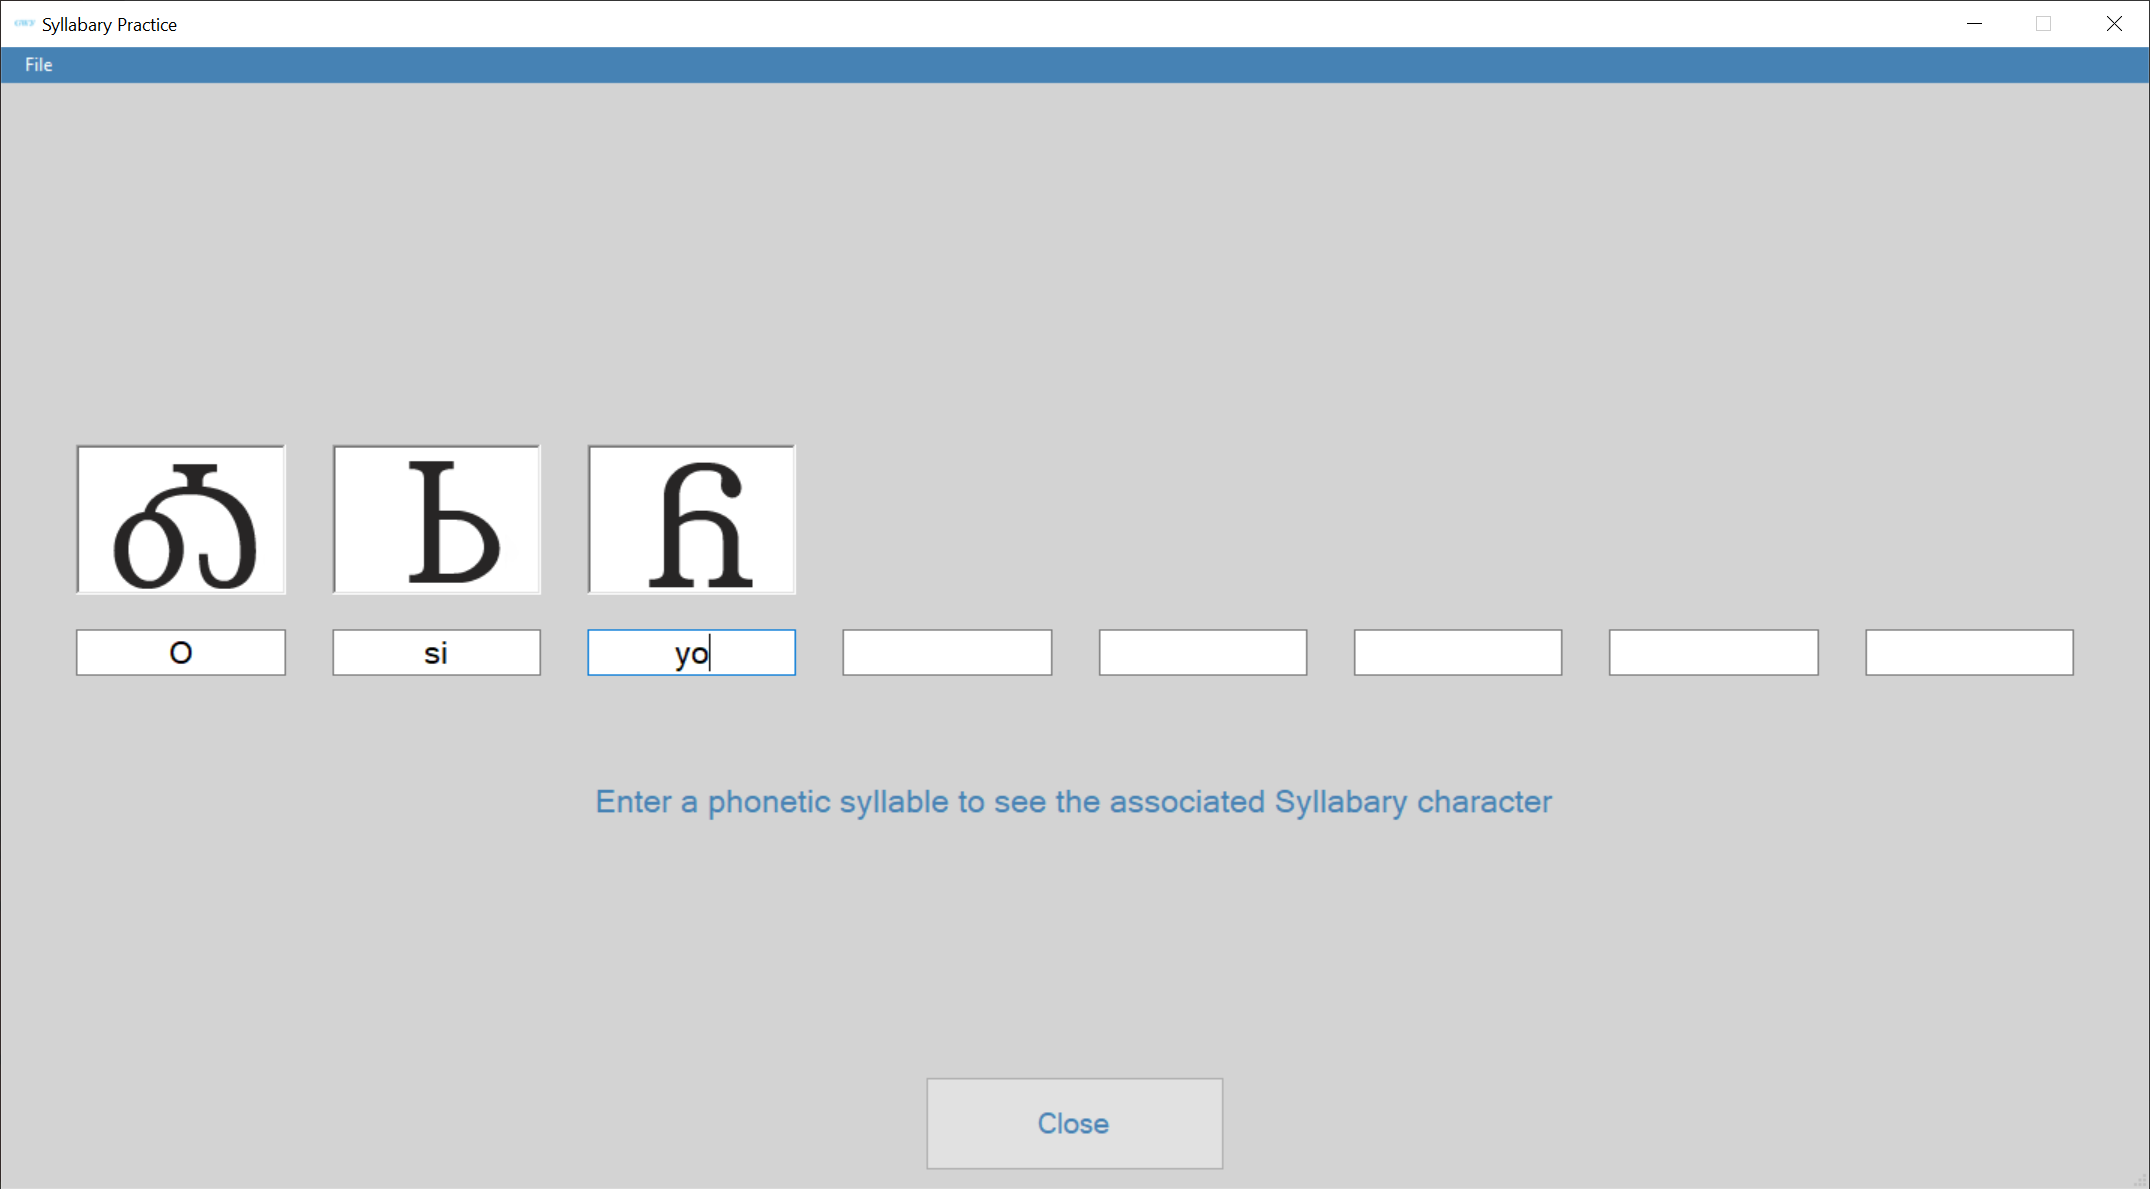 Syllabary Practice
File
Ꭳ Ꮟ Ᏺ
O si yo
Enter a phonetic syllable to see the associated Syllabary character
Close